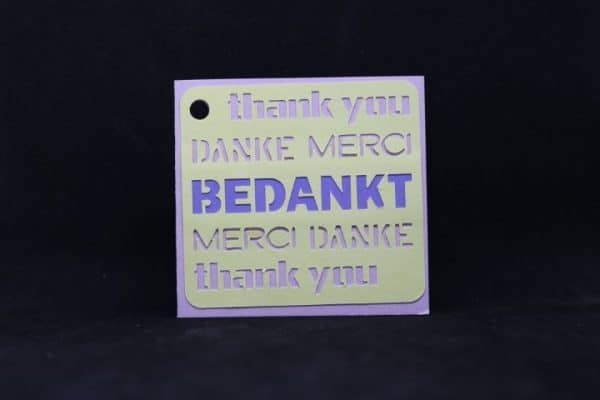 thank you
DANKE MERCI
BEDANKT
MERCI DANKE
thank you